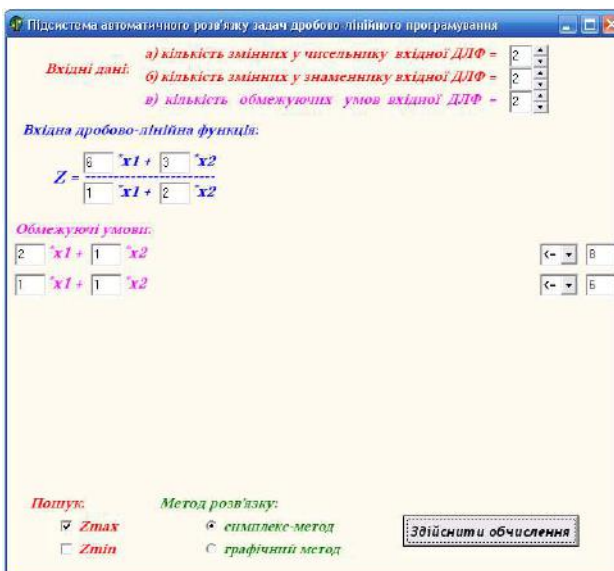 Підсистема автоматичного розв'язку задач дробово-лінійного програмування
Вхідні дані:
а) кількість змінних у чисельнику вхідної ДЛФ = 2
б) кількість змінних у знаменнику вхідної ДЛФ = 2
в) кількість обмежуючих умов вхідної ДЛФ = 2
Вхідна дробово-лінійна функція:
6 *x1 + 3 *x2
Z = ------------------------
1 *x1 + 2 *x2
Обмежуючі умови:
2 *x1 + 1 *x2 <= 8
1 *x1 + 1 *x2 <= 6
Пошук: Метод розв'язку:
Zmax симплекс-метод
Здійснити обчислення
Zmin графічний метод